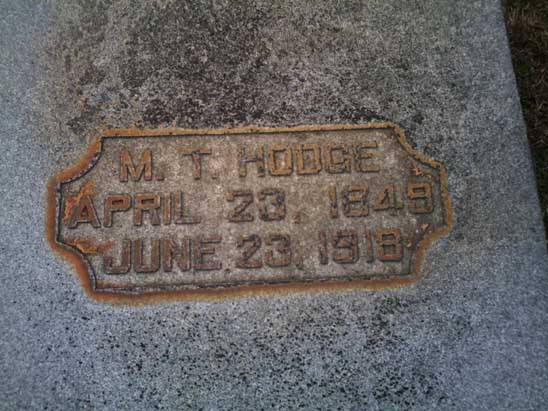 M. T. HODGE
APRIL 23, 1849
JUNE 23, 1918